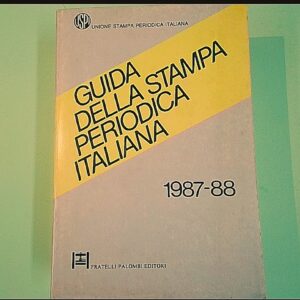 USPI UNIONE STAMPA PERIODICA ITALIANA
GUIDA
DELLA STAMPA
PERIODICA
ITALIANA
1987-88
FRATELLI PALOMBI EDITORI